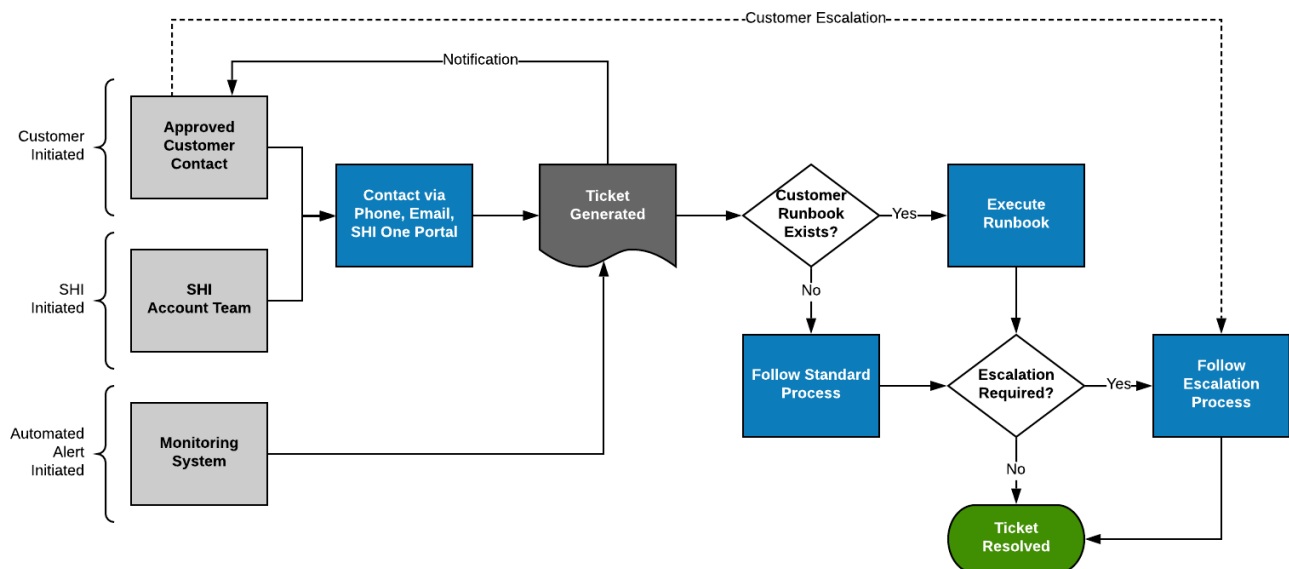 Customer Escalation
Notification
Customer
Initiated
Approved
Customer
Contact
Contact via
Phone, Email,
SHI One Portal
Ticket
Generated
Customer
Runbook
Exists?
Yes
Execute
Runbook
SHI
Initiated
SHI
Account Team
No
Follow Standard
Process
Escalation
Required?
Yes
Follow
Escalation
Process
Automated
Alert
Initiated
Monitoring
System
No
Ticket
Resolved